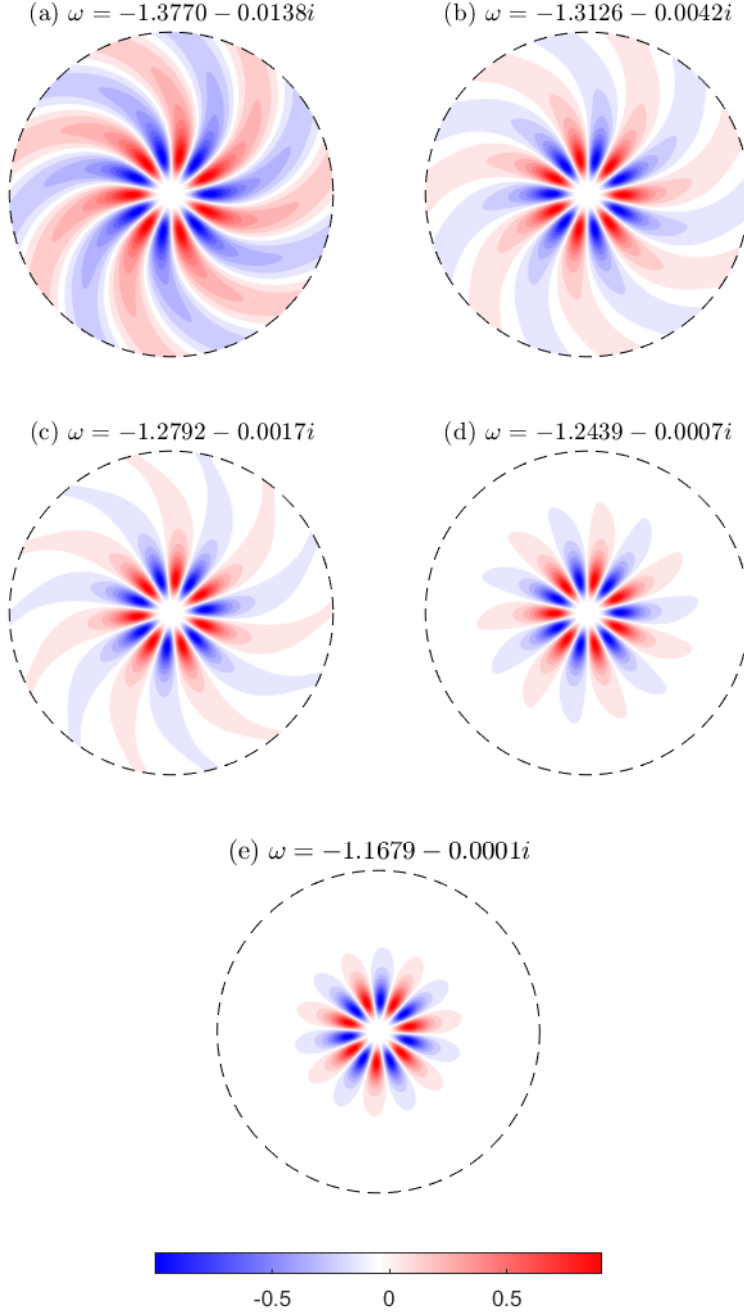 (a) ω = −1.3770 − 0.0138i
(b) ω = −1.3126 − 0.0042i
(c) ω = −1.2792 − 0.0017i
(d) ω = −1.2439 − 0.0007i
(e) ω = −1.1679 − 0.0001i
-0.5 0 0.5